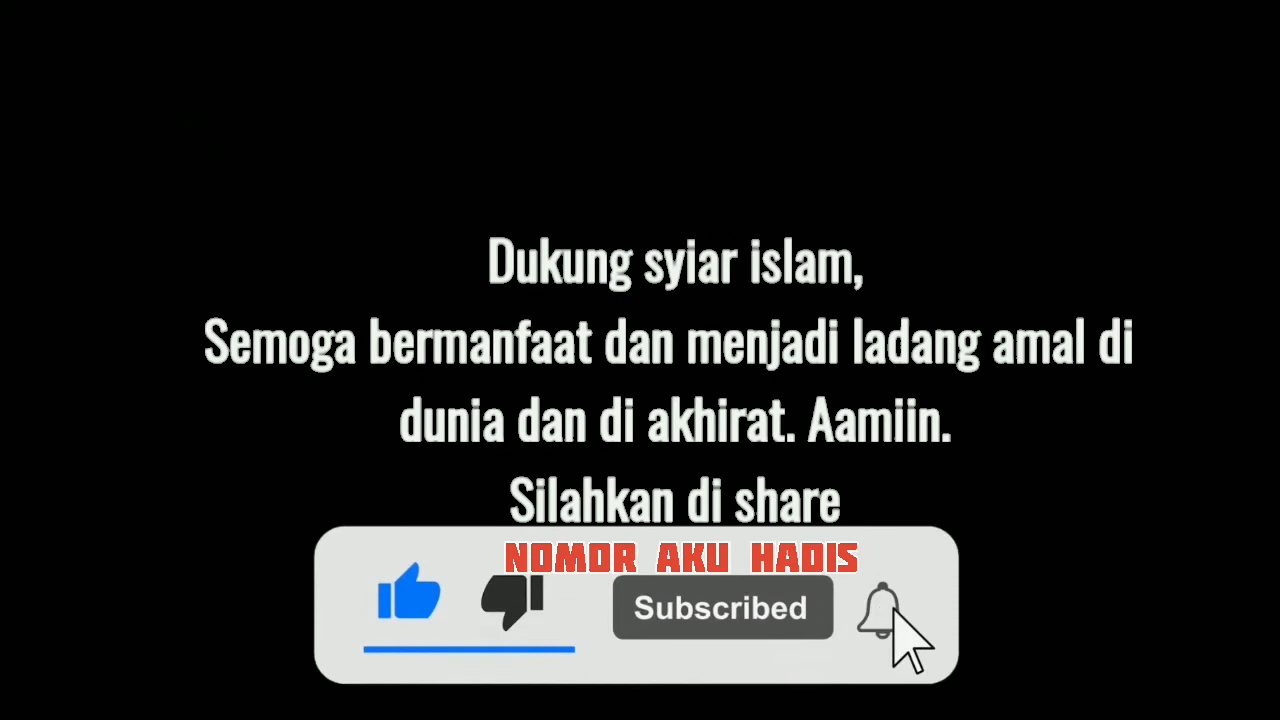 Dukung syiar islam,
Semoga bermanfaat dan menjadi ladang amal di
dunia dan di akhirat. Aamiin.
Silahkan di share
NOMOR AKU HADIS
Subscribed